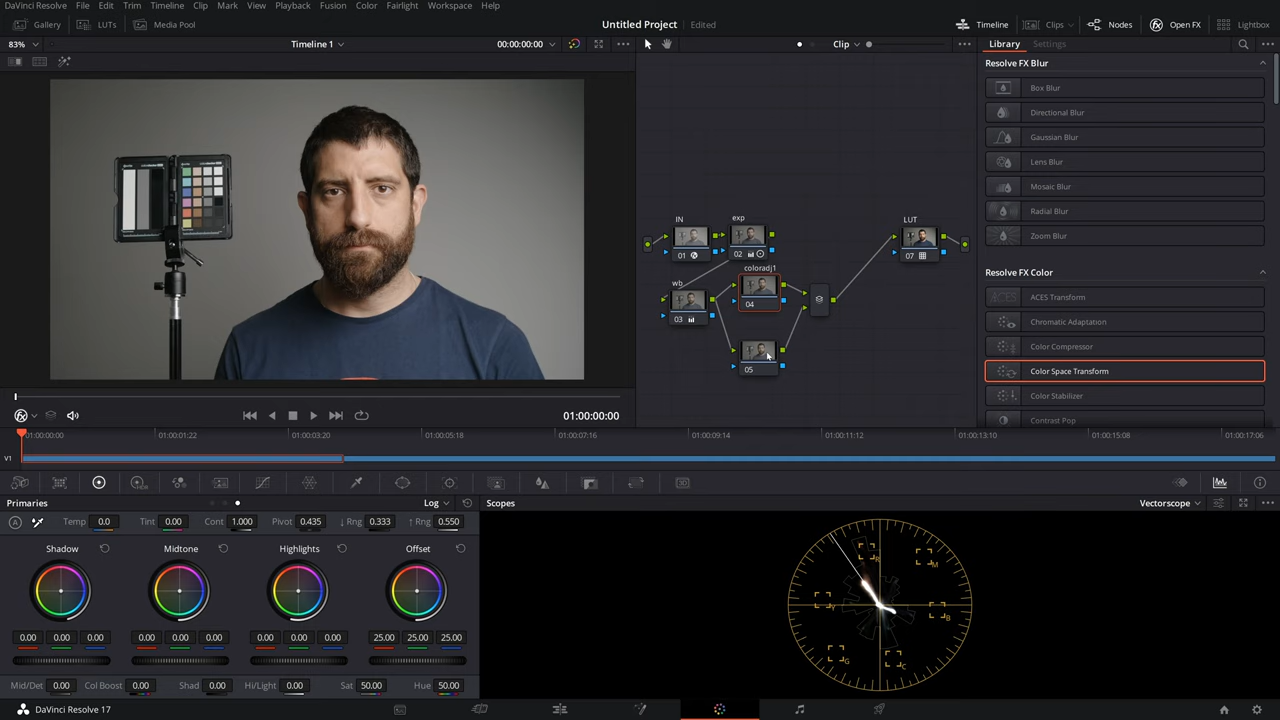 DaVinci Resolve File Edit Trim Timeline Clip Mark View Playback Fusion Color Fairlight Workspace Help
Gallery LUTs Media Pool Untitled Project Edited Timeline Clips Nodes Open FX Lightbox
83% Timeline 1 00:00:00:00 Clip Library Settings
Resolve FX Blur
Box Blur
Directional Blur
Gaussian Blur
Lens Blur
Mosaic Blur
Radial Blur
Zoom Blur
Resolve FX Color
ACES Transform
Chromatic Adaptation
Color Compressor
Color Space Transform
Color Stabilizer
Contrast Pop
IN exp LUT
01 02 07
wb coloradj1
03 04
05
01:00:00:00
01:00:00:00 01:00:01:22 01:00:03:20 01:00:05:18 01:00:07:16 01:00:09:14 01:00:11:12 01:00:13:10 01:00:15:08 01:00:17:06
V1
Primaries Log Scopes Vectorscope
A Temp 0.0 Tint 0.00 Cont 1.000 Pivot 0.435 ↓ Rng 0.333 ↑ Rng 0.550
Shadow Midtone Highlights Offset
0.00 0.00 0.00 0.00 0.00 0.00 0.00 0.00 0.00 25.00 25.00 25.00
Mid/Det 0.00 Col Boost 0.00 Shad 0.00 Hi/Light 0.00 Sat 50.00 Hue 50.00
R M
Y B
G C
DaVinci Resolve 17